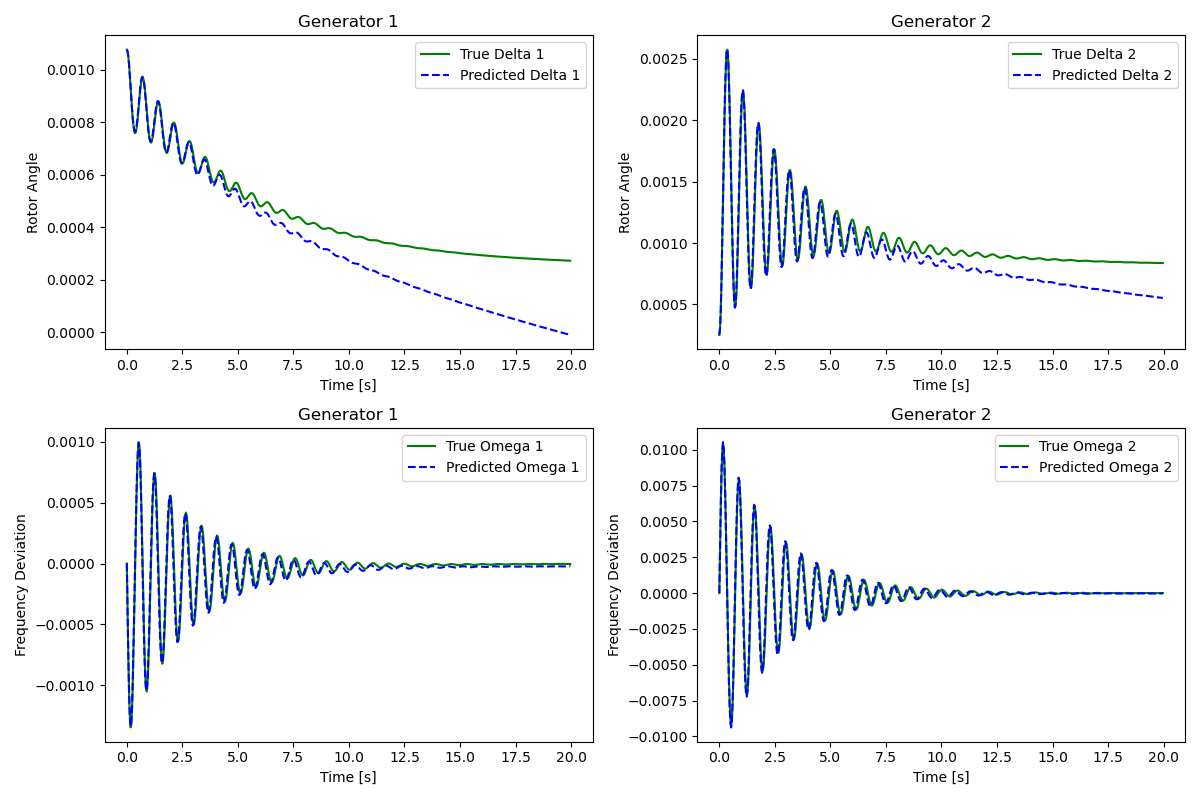 Generator 1
True Delta 1
Predicted Delta 1
0.0010
0.0008
0.0006
0.0004
0.0002
0.0000
Rotor Angle
0.0 2.5 5.0 7.5 10.0 12.5 15.0 17.5 20.0
Time [s]
Generator 2
True Delta 2
Predicted Delta 2
0.0025
0.0020
0.0015
0.0010
0.0005
Rotor Angle
0.0 2.5 5.0 7.5 10.0 12.5 15.0 17.5 20.0
Time [s]
Generator 1
True Omega 1
Predicted Omega 1
0.0010
0.0005
0.0000
−0.0005
−0.0010
Frequency Deviation
0.0 2.5 5.0 7.5 10.0 12.5 15.0 17.5 20.0
Time [s]
Generator 2
True Omega 2
Predicted Omega 2
0.0100
0.0075
0.0050
0.0025
0.0000
−0.0025
−0.0050
−0.0075
−0.0100
Frequency Deviation
0.0 2.5 5.0 7.5 10.0 12.5 15.0 17.5 20.0
Time [s]